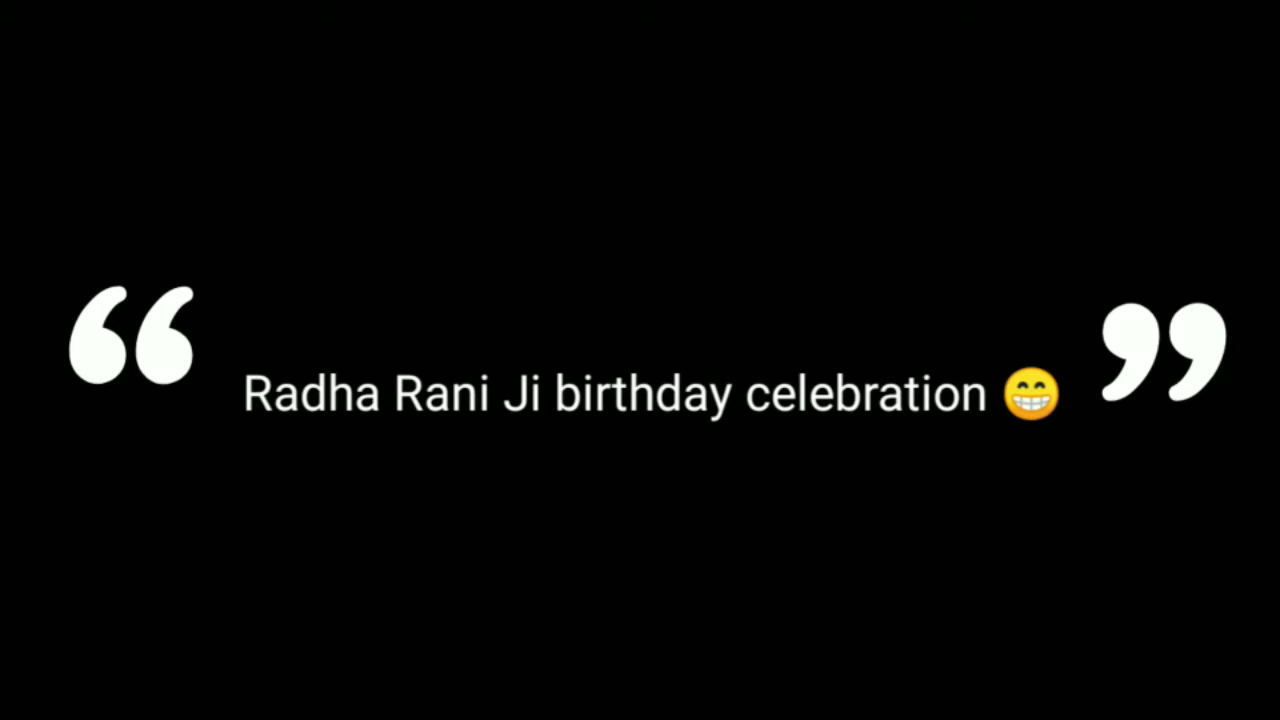 “ Radha Rani Ji birthday celebration 😁 ”